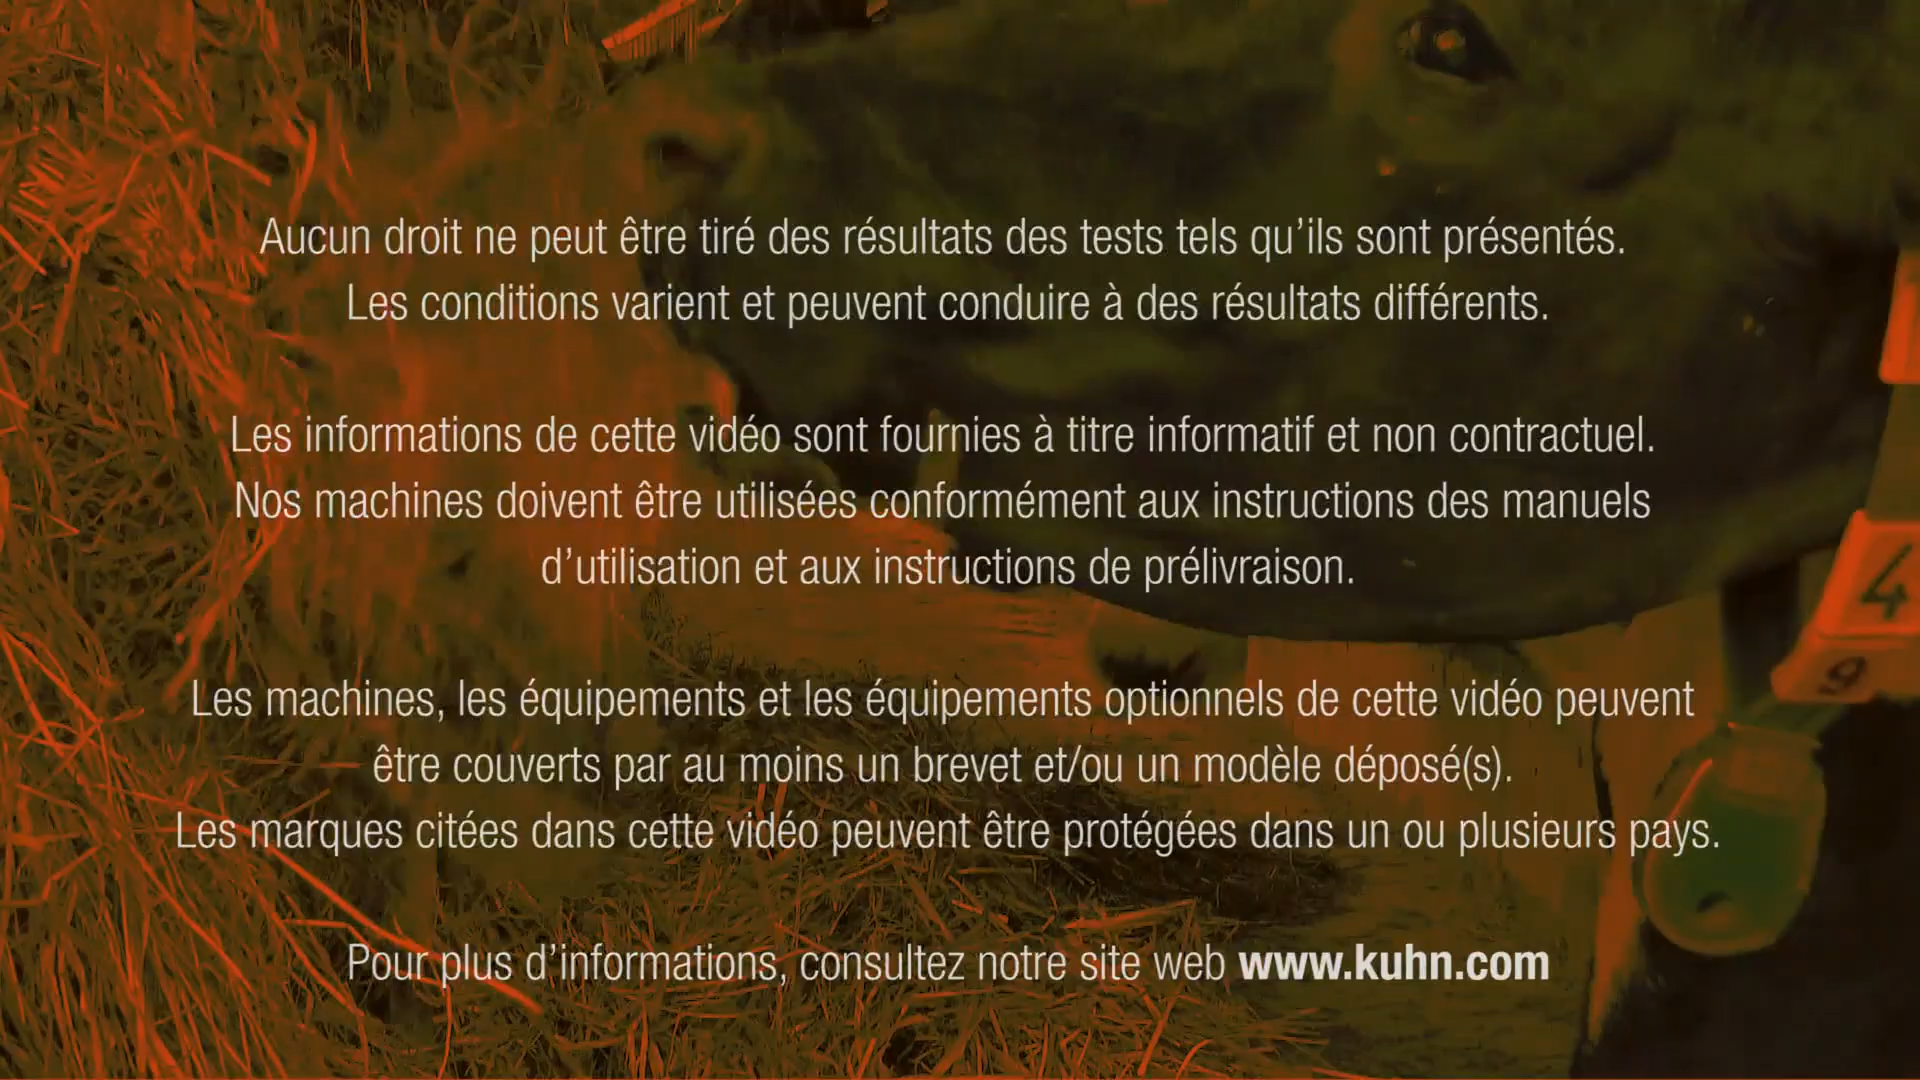 Aucun droit ne peut être tiré des résultats des tests tels qu’ils sont présentés.
Les conditions varient et peuvent conduire à des résultats différents.
Les informations de cette vidéo sont fournies à titre informatif et non contractuel.
Nos machines doivent être utilisées conformément aux instructions des manuels
d’utilisation et aux instructions de prélivraison.
Les machines, les équipements et les équipements optionnels de cette vidéo peuvent
être couverts par au moins un brevet et/ou un modèle déposé(s).
Les marques citées dans cette vidéo peuvent être protégées dans un ou plusieurs pays.
Pour plus d’informations, consultez notre site web www.kuhn.com
4
9